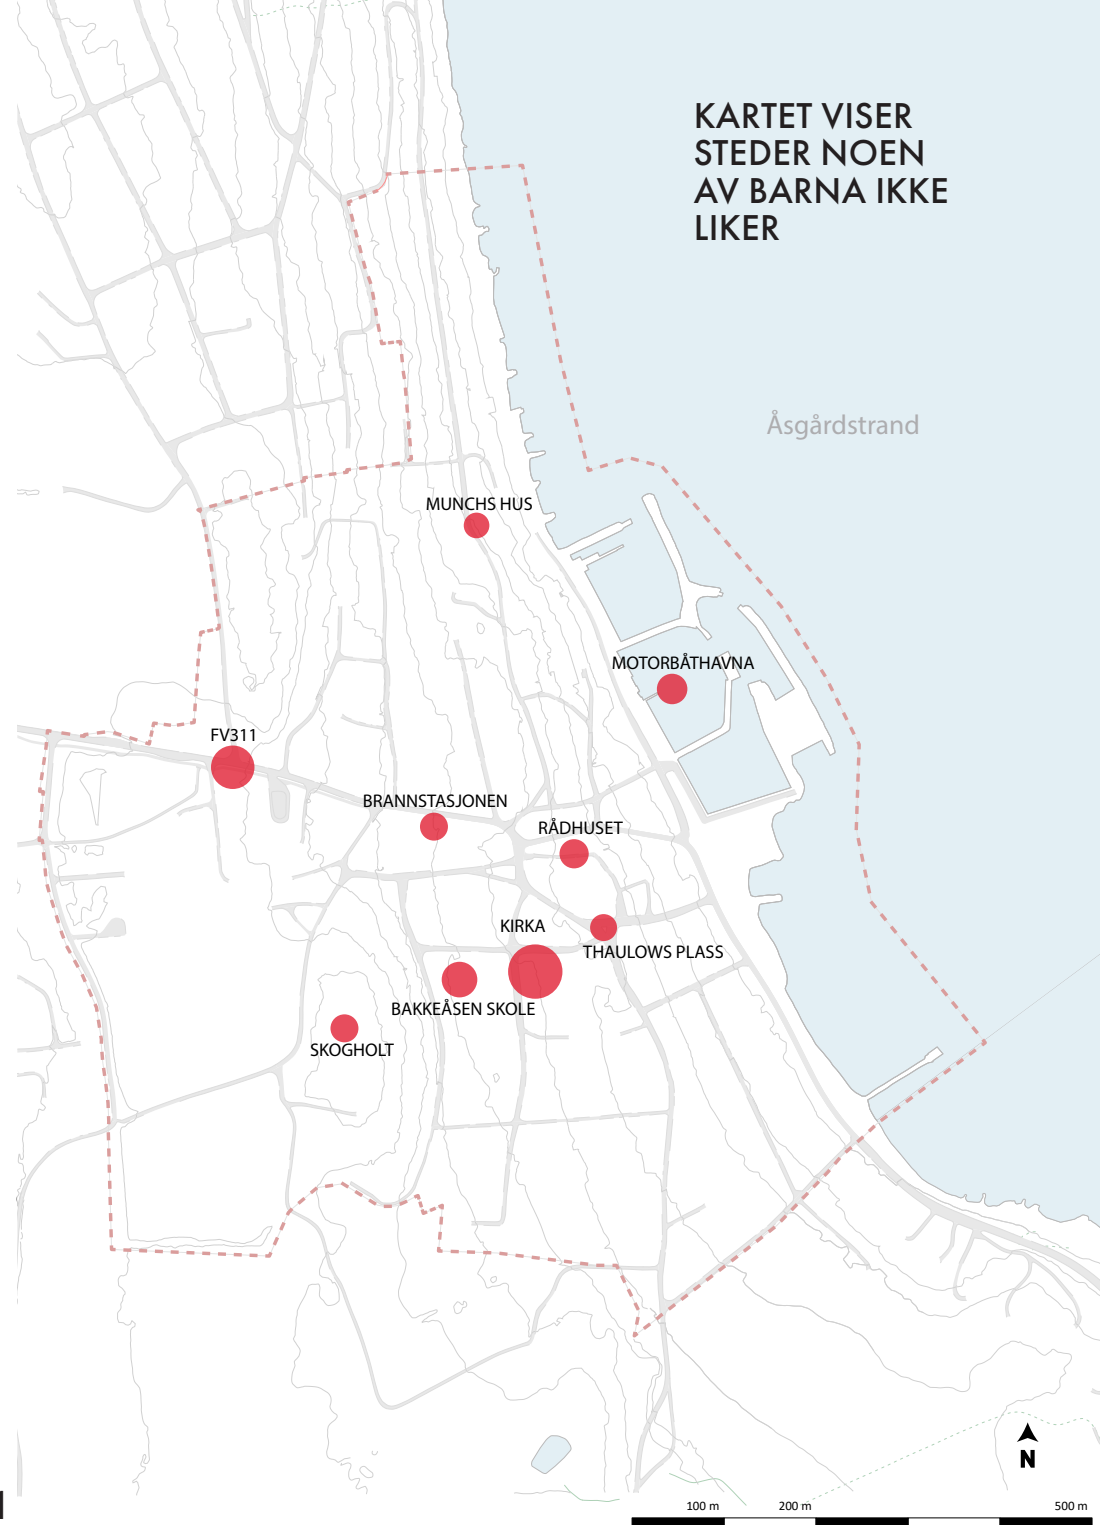 KARTET VISER
STEDER NOEN
AV BARNA IKKE
LIKER
Åsgårdstrand
MUNCHS HUS
MOTORBÅTHAVNA
FV311
BRANNSTASJONEN
RÅDHUSET
KIRKA
THAULOWS PLASS
BAKKEÅSEN SKOLE
SKOGHOLT
N
100 m 200 m 500 m